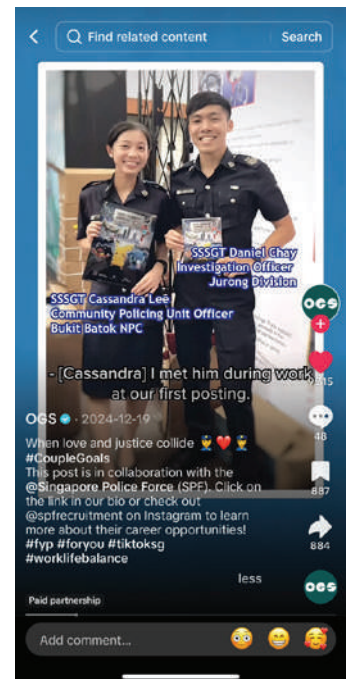 Find related content
Search
SSSGT Daniel Chay
Investigation Officer
Jurong Division
SSSGT Cassandra Lee
Community Policing Unit Officer
Bukit Batok NPC
OGS
- [Cassandra] I met him during work
at our first posting.
OGS · 2024-12-19
48
When love and justice collide
#CoupleGoals
This post is in collaboration with the
@Singapore Police Force (SPF). Click on
the link in our bio or check out
@spfrecruitment on Instagram to learn
more about their career opportunities!
#fyp #foryou #tiktoksg
#worklifebalance
887
884
less
OGS
Paid partnership
Add comment...